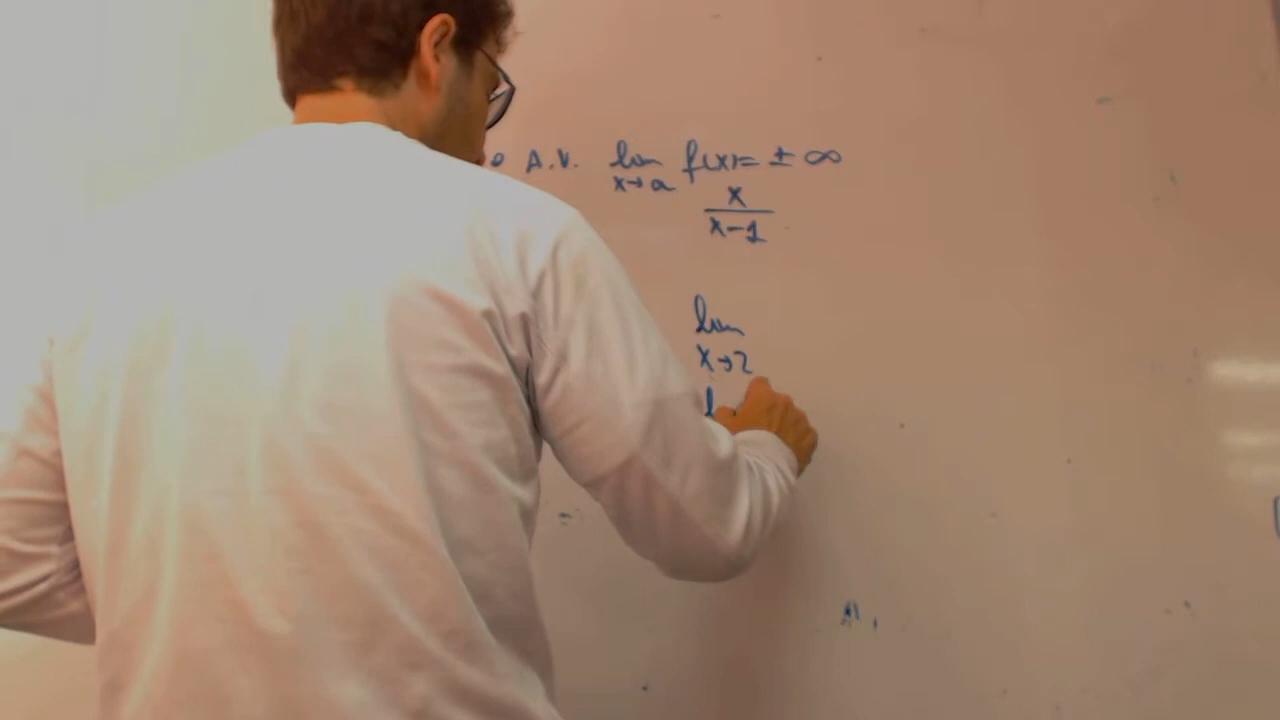 A.V. lim f(x)= ± ∞
x→a
x
x-1
lim
x→2